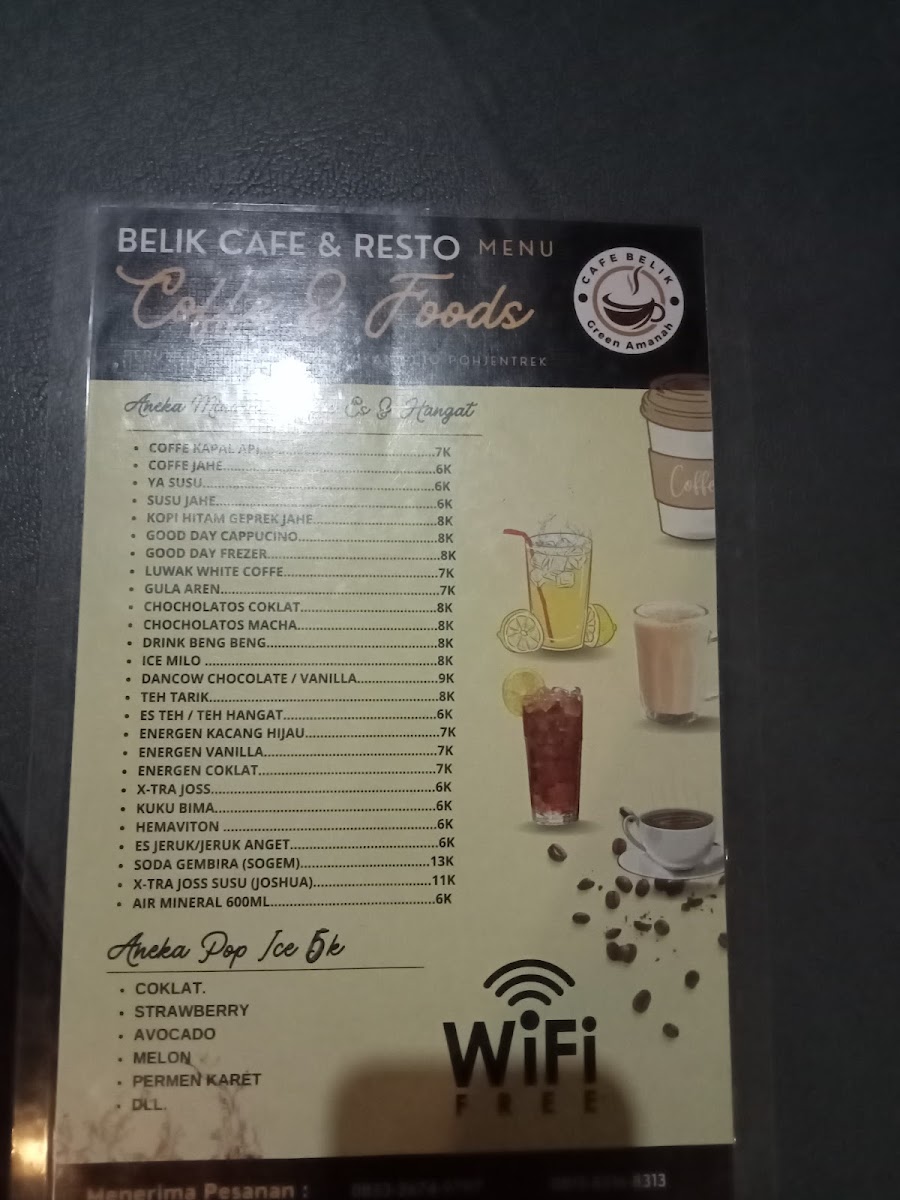 BELIK CAFE & RESTO MENU
Coffe & Foods
CAFE BELIK
Green Amanah
POHJENTREK
Aneka Es & Hangat
• COFFE KAPAL API....7K
• COFFE JAHE....6K
• YA SUSU....6K
• SUSU JAHE....6K
• KOPI HITAM GEPREK JAHE....8K
• GOOD DAY CAPPUCINO....8K
• GOOD DAY FREZER....8K
• LUWAK WHITE COFFE....7K
• GULA AREN....7K
• CHOCHOLATOS COKLAT....8K
• CHOCHOLATOS MACHA....8K
• DRINK BENG BENG....8K
• ICE MILO ....8K
• DANCOW CHOCOLATE / VANILLA....9K
• TEH TARIK....8K
• ES TEH / TEH HANGAT....6K
• ENERGEN KACANG HIJAU....7K
• ENERGEN VANILLA....7K
• ENERGEN COKLAT....7K
• X-TRA JOSS....6K
• KUKU BIMA....6K
• HEMAVITON ....6K
• ES JERUK/JERUK ANGET....6K
• SODA GEMBIRA (SOGEM)....13K
• X-TRA JOSS SUSU (JOSHUA)....11K
• AIR MINERAL 600ML....6K
Coffe
Aneka Pop Ice 5k
• COKLAT.
• STRAWBERRY
• AVOCADO
• MELON
• PERMEN KARET
• DLL.
WiFi
FREE
Menerima Pesanan :